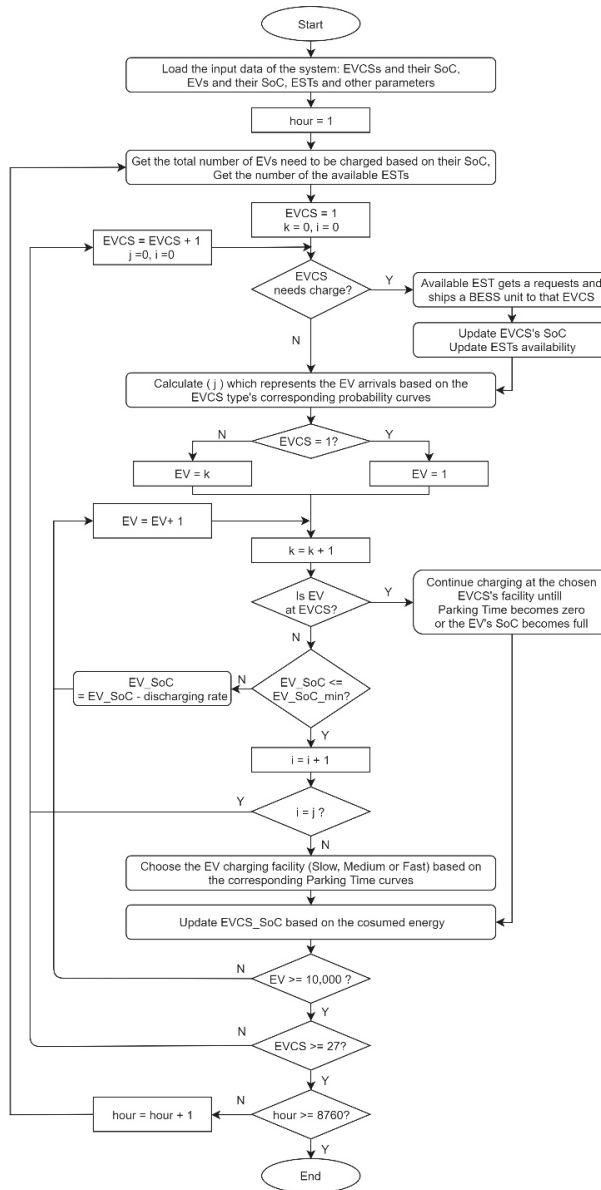 Start
Load the input data of the system: EVCSs and their SoC,
EVs and their SoC, ESTs and other parameters
hour = 1
Get the total number of EVs need to be charged based on their SoC,
Get the number of the available ESTs
EVCS = 1
k = 0, i = 0
EVCS = EVCS + 1
j =0, i =0
EVCS
needs charge?
Y
Available EST gets a requests and
ships a BESS unit to that EVCS
Update EVCS's SoC
Update ESTs availability
N
Calculate ( j ) which represents the EV arrivals based on the
EVCS type's corresponding probability curves
N
EVCS = 1?
Y
EV = k
EV = 1
EV = EV+ 1
k = k + 1
Is EV
at EVCS?
Y
Continue charging at the chosen
EVCS's facility untill
Parking Time becomes zero
or the EV's SoC becomes full
N
EV_SoC
= EV_SoC - discharging rate
N
EV_SoC <=
EV_SoC_min?
Y
i = i + 1
Y
i = j ?
N
Choose the EV charging facility (Slow, Medium or Fast) based on
the corresponding Parking Time curves
Update EVCS_SoC based on the cosumed energy
N
EV >= 10,000 ?
Y
N
EVCS >= 27?
Y
hour = hour + 1
N
hour >= 8760?
Y
End